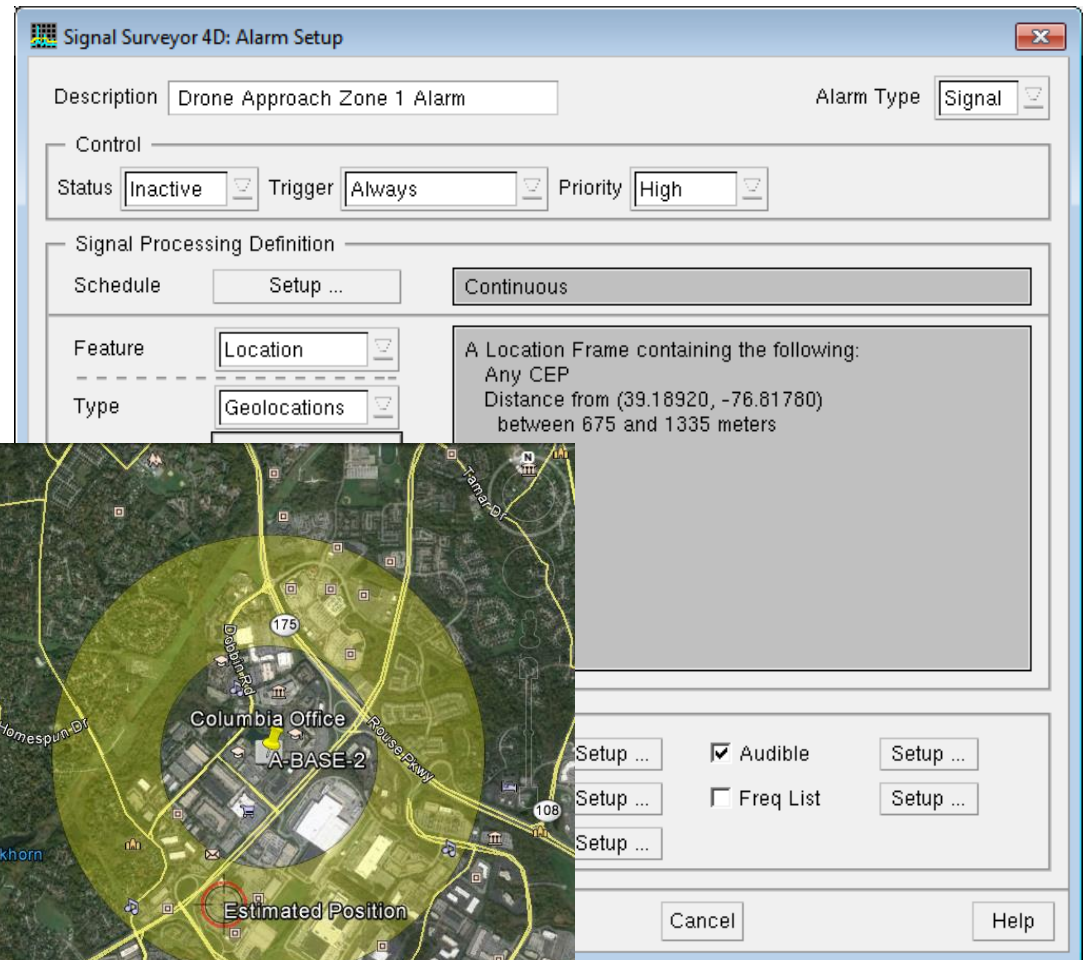 Signal Surveyor 4D: Alarm Setup
Description Drone Approach Zone 1 Alarm Alarm Type Signal
Control
Status Inactive Trigger Always Priority High
Signal Processing Definition
Schedule Setup ... Continuous
Feature Location
Type Geolocations
A Location Frame containing the following:
Any CEP
Distance from (39.18920, -76.81780)
between 675 and 1335 meters
N
Tamar Dr
175
Dobbin Rd
Homespun Dr
Columbia Office
Rouse Pkwy
A-BASE-2
108
khorn
Estimated Position
Setup ... Audible Setup ...
Setup ... Freq List Setup ...
Setup ...
Cancel Help